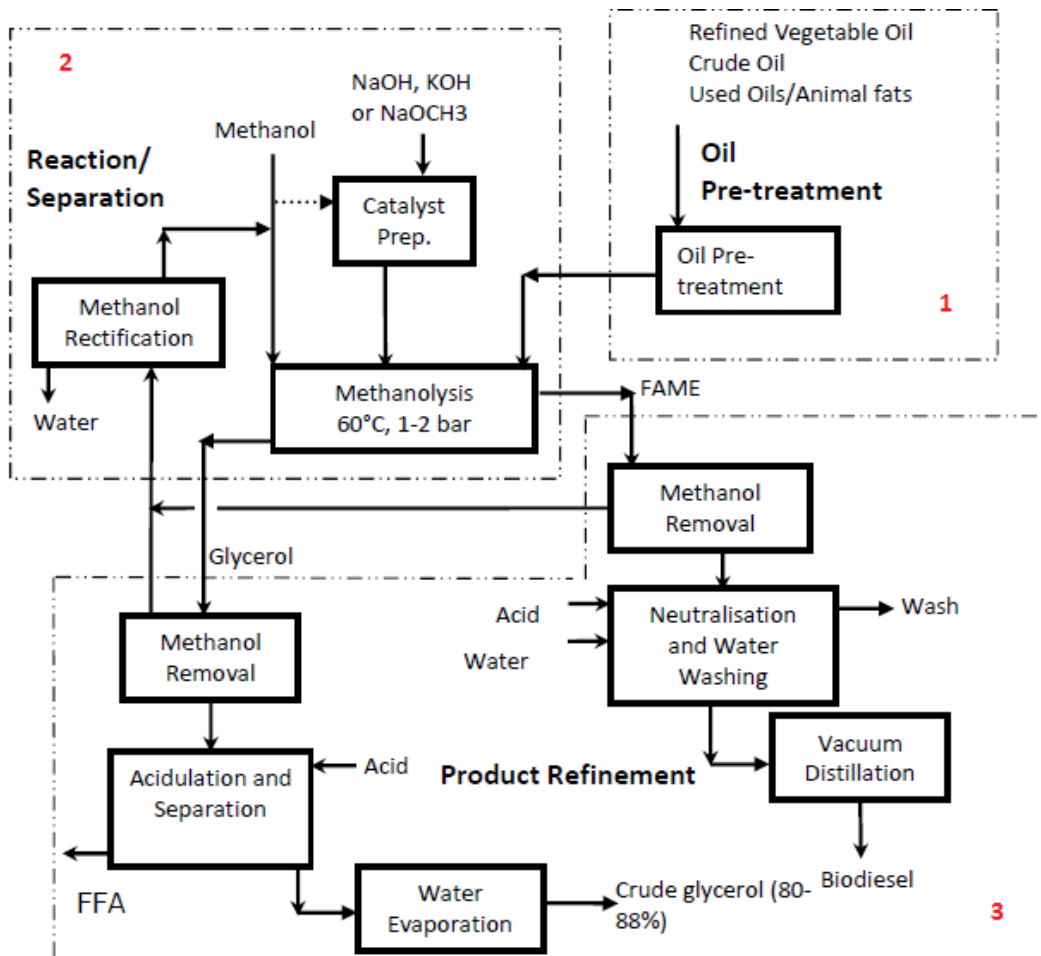 2
Reaction/
Separation
Methanol
NaOH, KOH
or NaOCH3
Catalyst
Prep.
Methanol
Rectification
Water
Methanolysis
60°C, 1-2 bar
Refined Vegetable Oil
Crude Oil
Used Oils/Animal fats
Oil
Pre-treatment
Oil Pre-
treatment
1
FAME
Methanol
Removal
Glycerol
Acid
Water
Neutralisation
and Water
Washing
Wash
Methanol
Removal
Vacuum
Distillation
Acidulation and
Separation
Acid
Product Refinement
FFA
Water
Evaporation
Crude glycerol (80-
88%)
Biodiesel
3